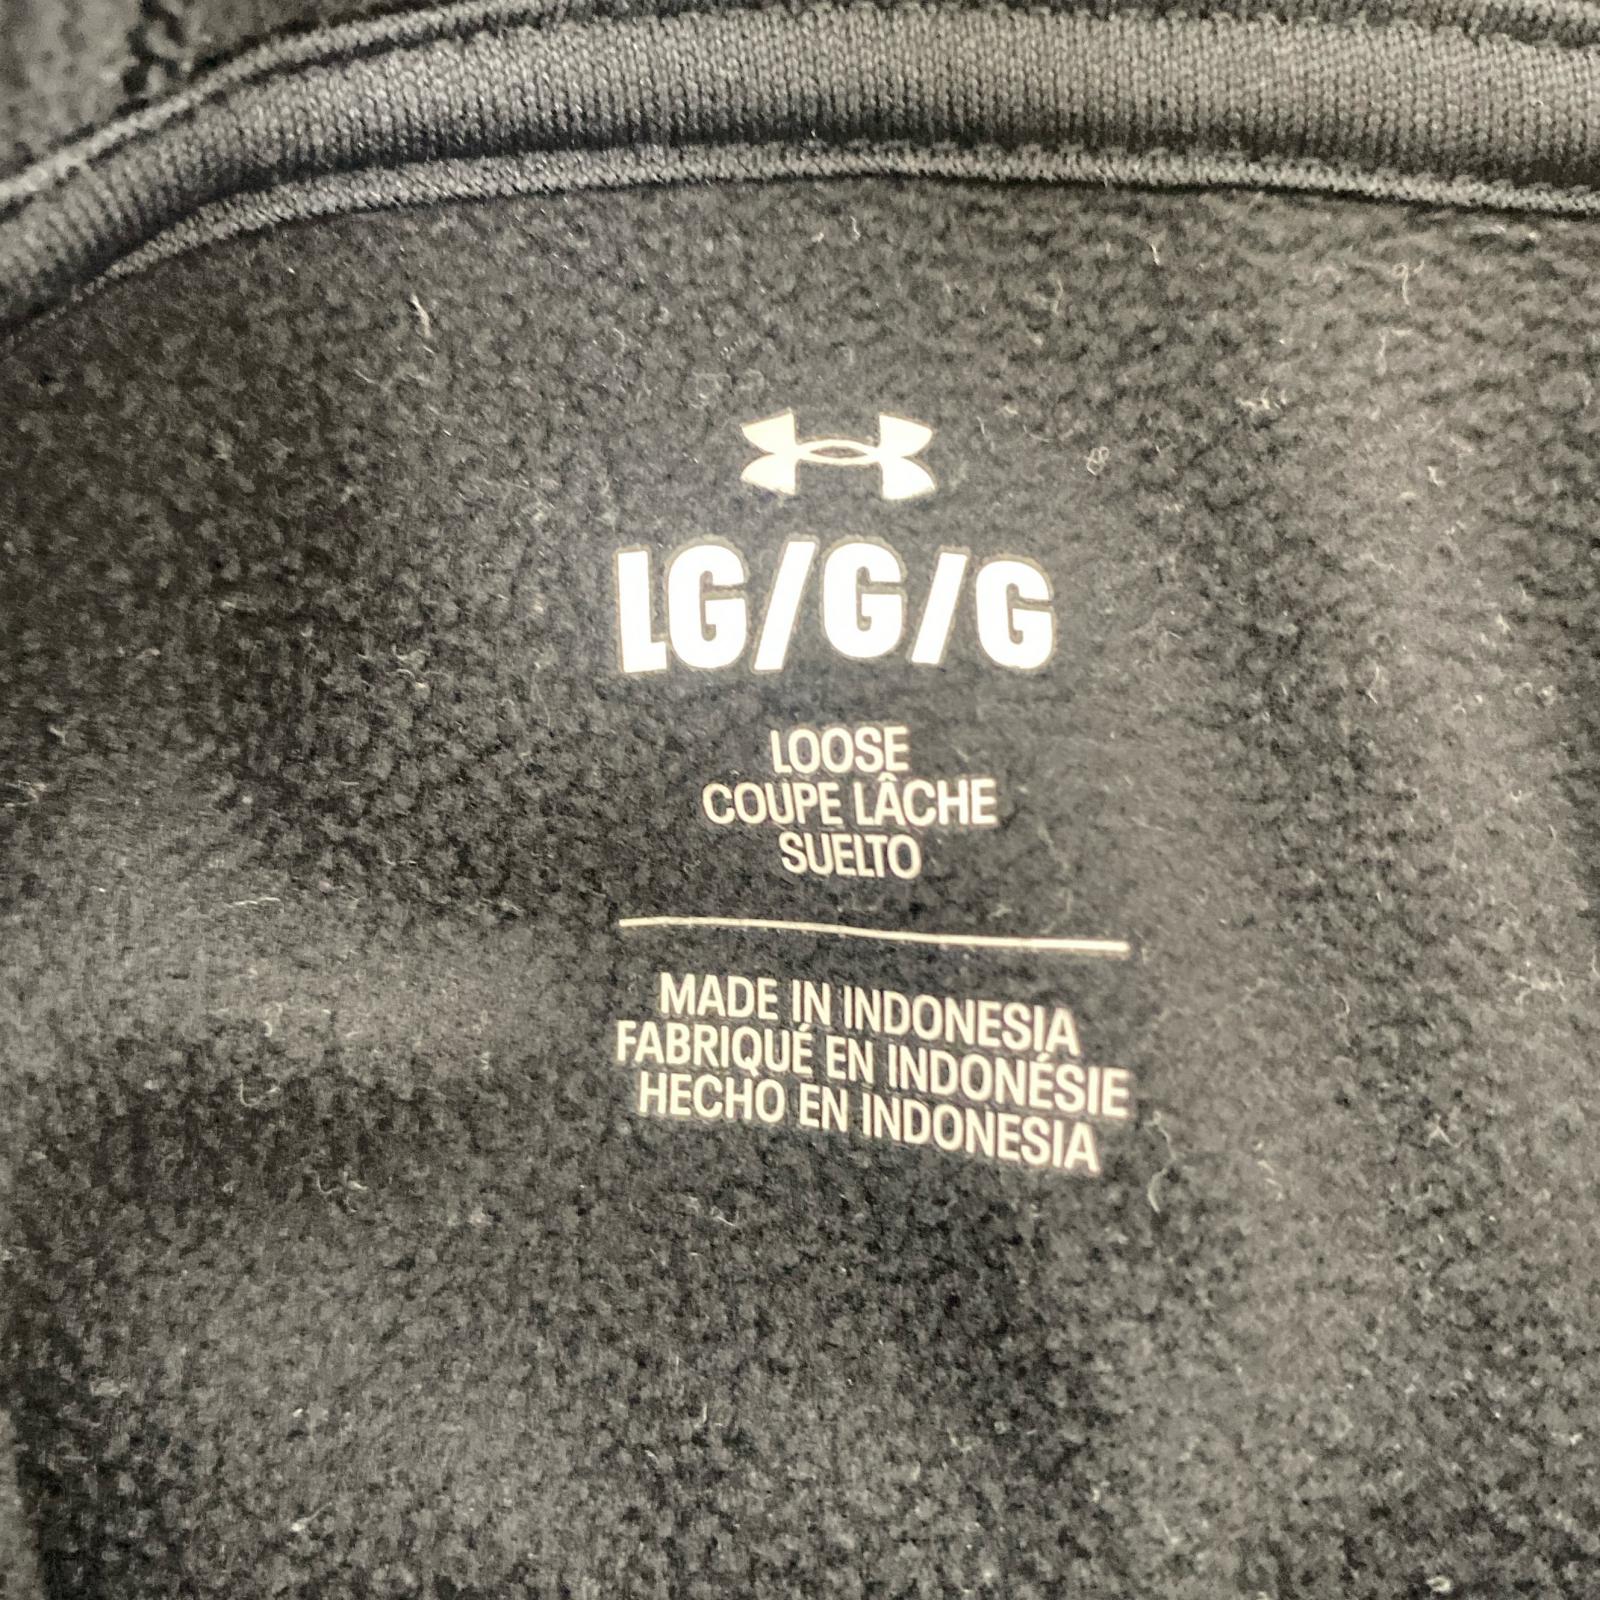 LG/G/G
LOOSE
COUPE LÂCHE
SUELTO
MADE IN INDONESIA
FABRIQUÉ EN INDONÉSIE
HECHO EN INDONESIA